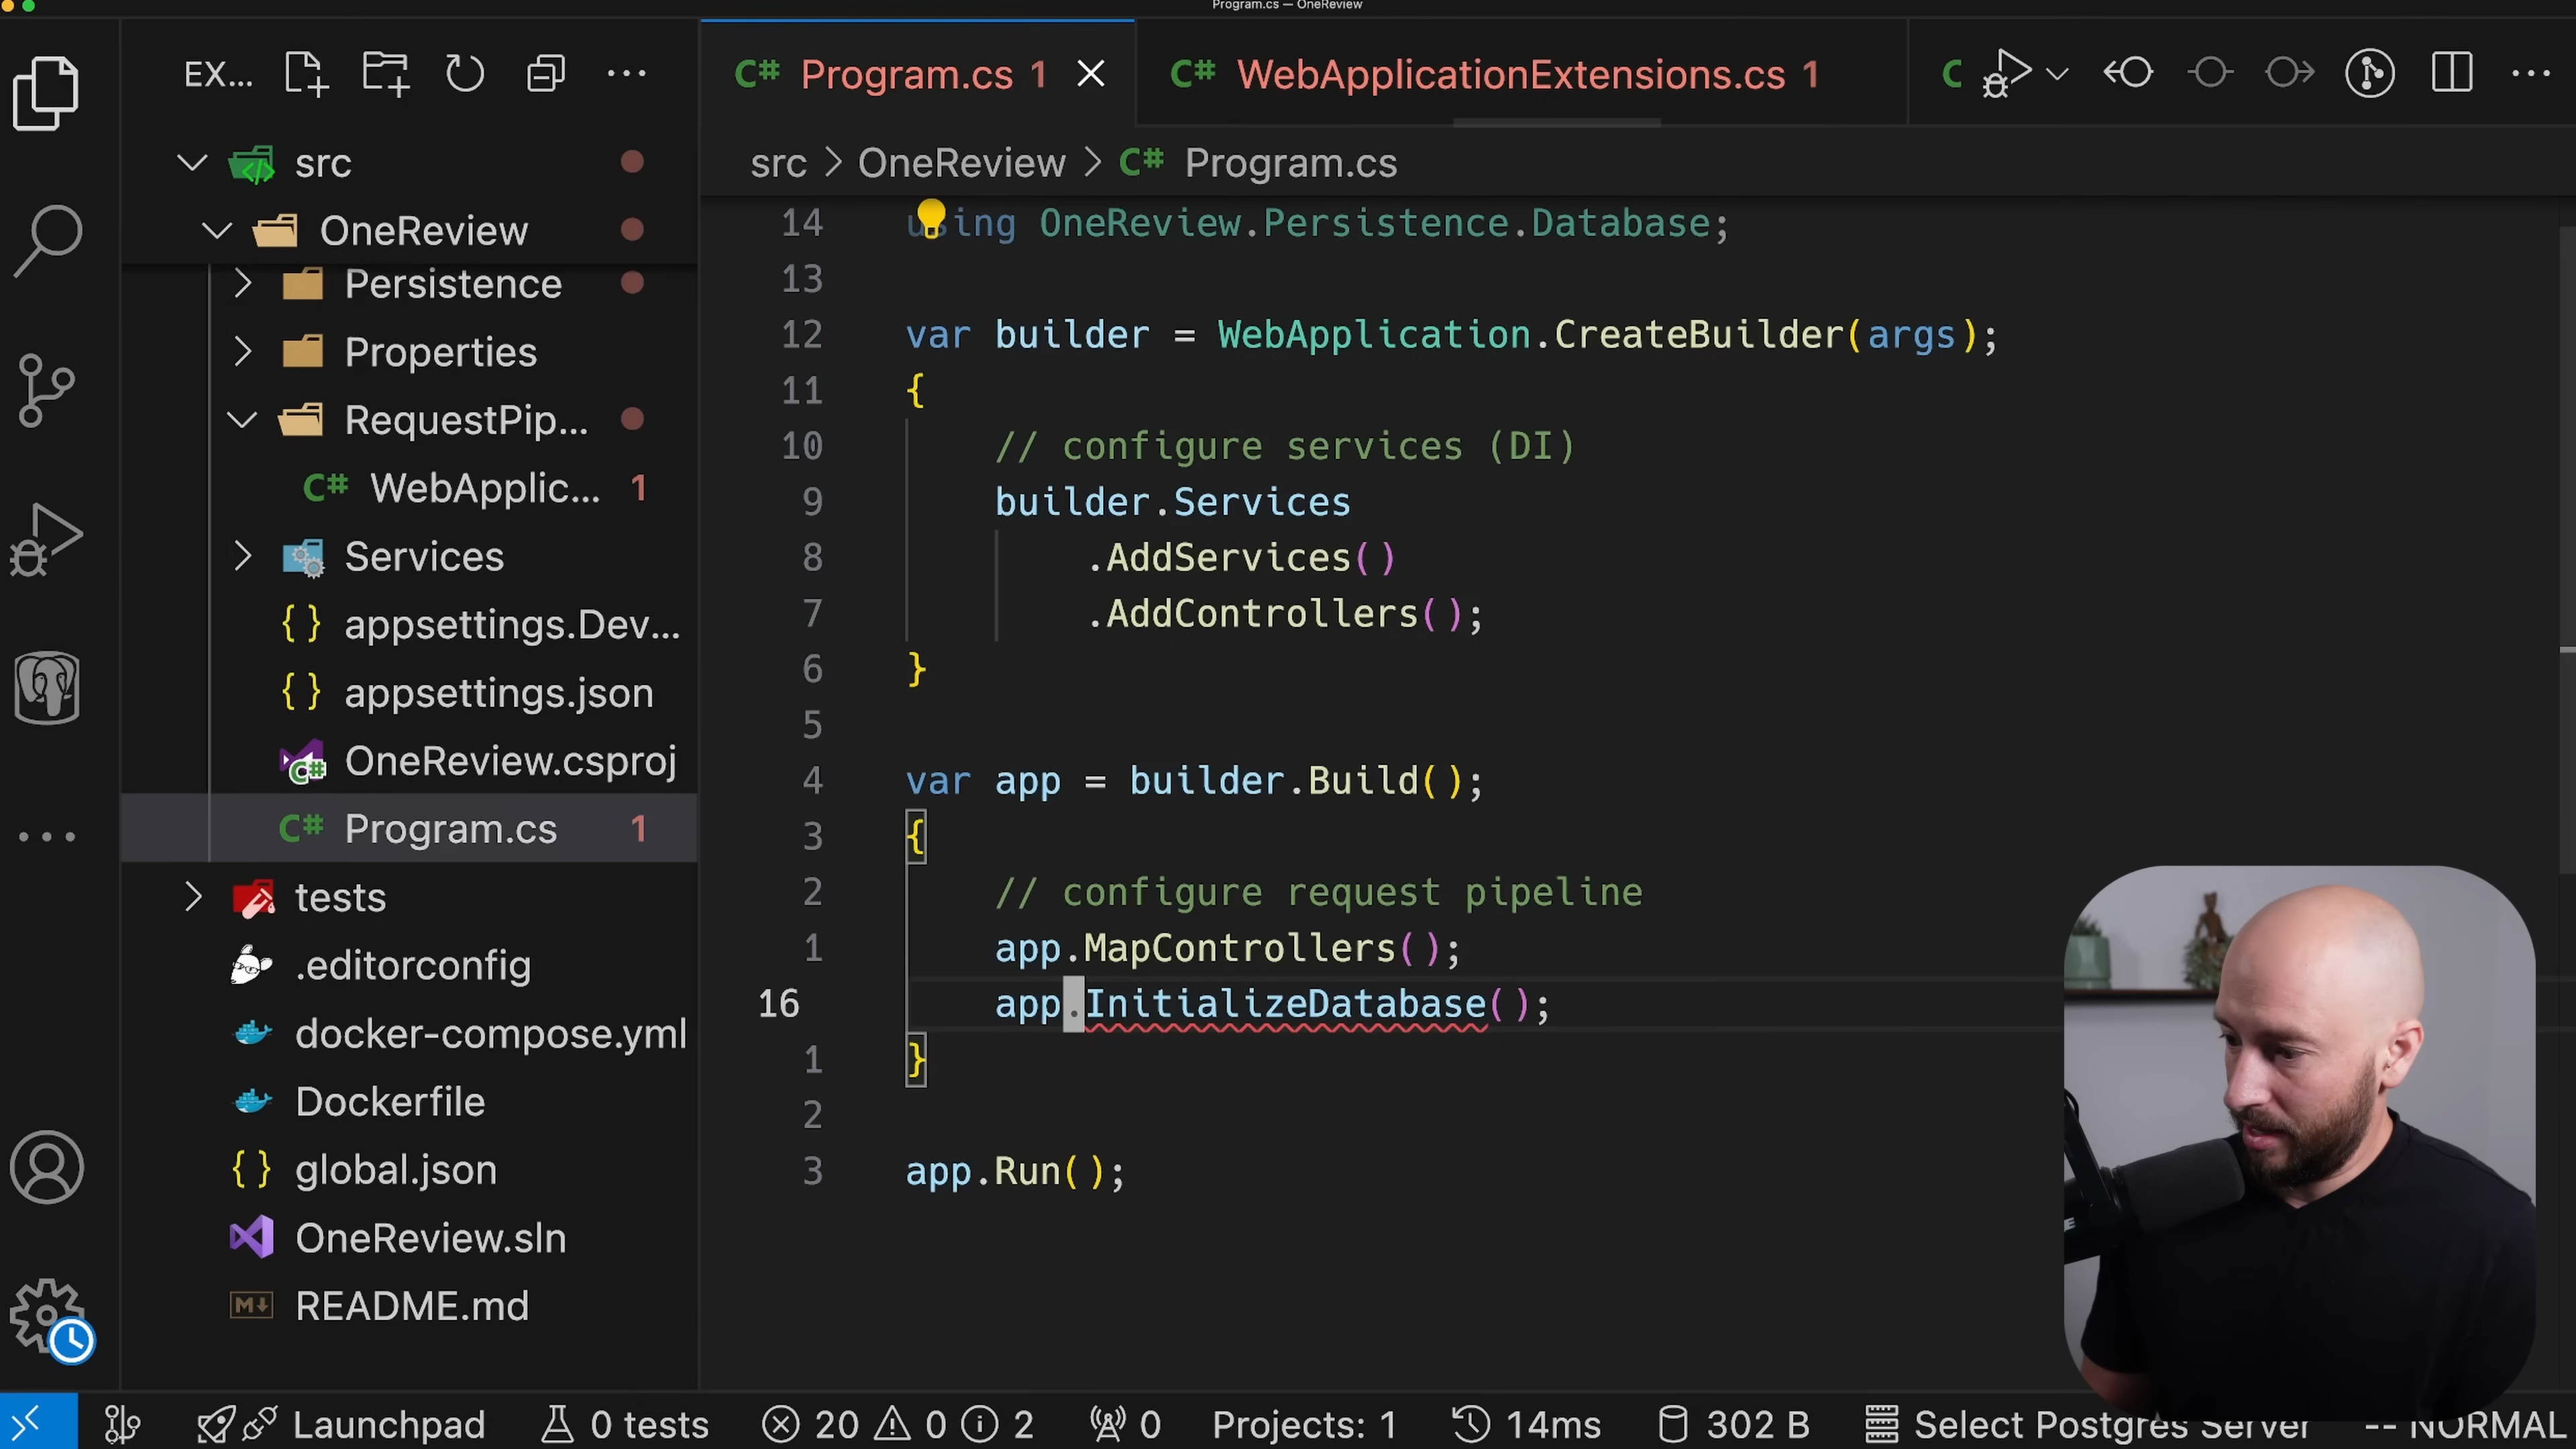 Program.cs — OneReview
EX...
Program.cs 1
WebApplicationExtensions.cs 1
src > OneReview > Program.cs
src
OneReview
Persistence
Properties
RequestPip...
WebApplic... 1
Services
appsettings.Dev...
appsettings.json
OneReview.csproj
Program.cs 1
tests
.editorconfig
docker-compose.yml
Dockerfile
global.json
OneReview.sln
README.md
14 using OneReview.Persistence.Database;
13
12 var builder = WebApplication.CreateBuilder(args);
11 {
10 // configure services (DI)
9 builder.Services
8 .AddServices()
7 .AddControllers();
6 }
5
4 var app = builder.Build();
3 {
2 // configure request pipeline
1 app.MapControllers();
16 app.InitializeDatabase();
1 }
2
3 app.Run();
Launchpad 0 tests 20 0 2 0 Projects: 1 14ms 302 B Select Postgres Server -- NORMAL